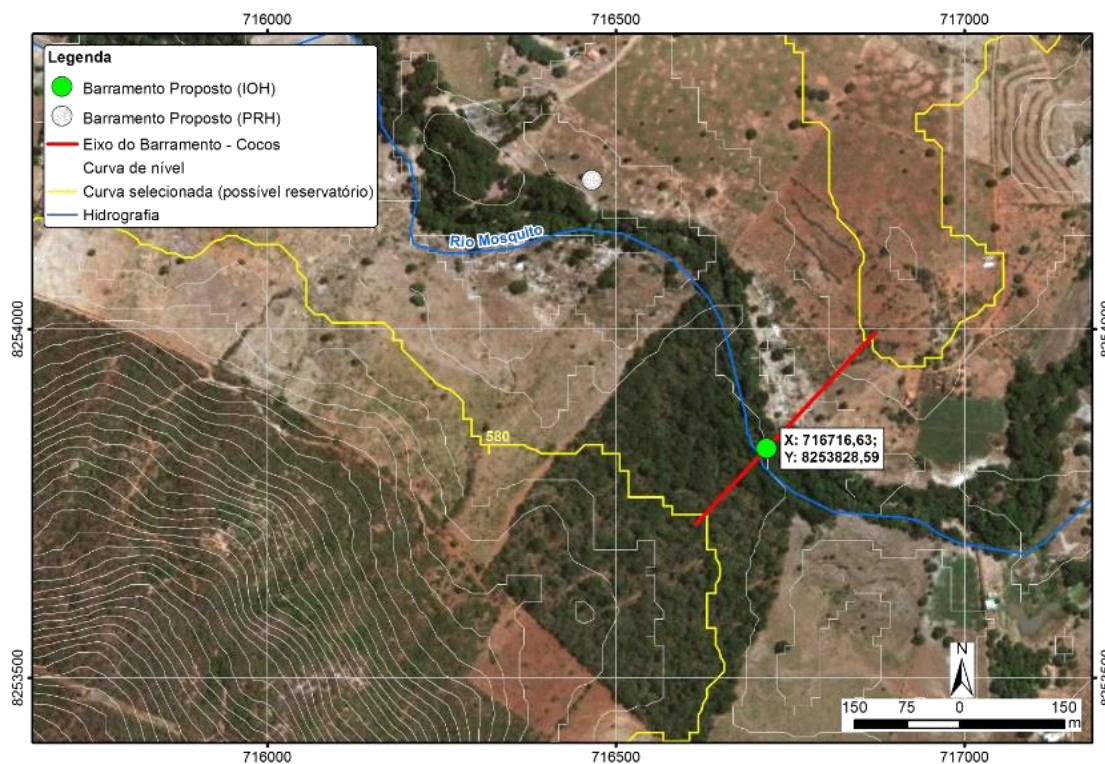 716000
716500
717000
Legenda
Barramento Proposto (IOH)
Barramento Proposto (PRH)
Eixo do Barramento - Cocos
Curva de nível
Curva selecionada (possível reservatório)
Hidrografia
Rio Mosquito
8254000
8254000
580
X: 716716,63;
Y: 8253828,59
8253500
8253500
N
150
75
0
150
m
716000
716500
717000